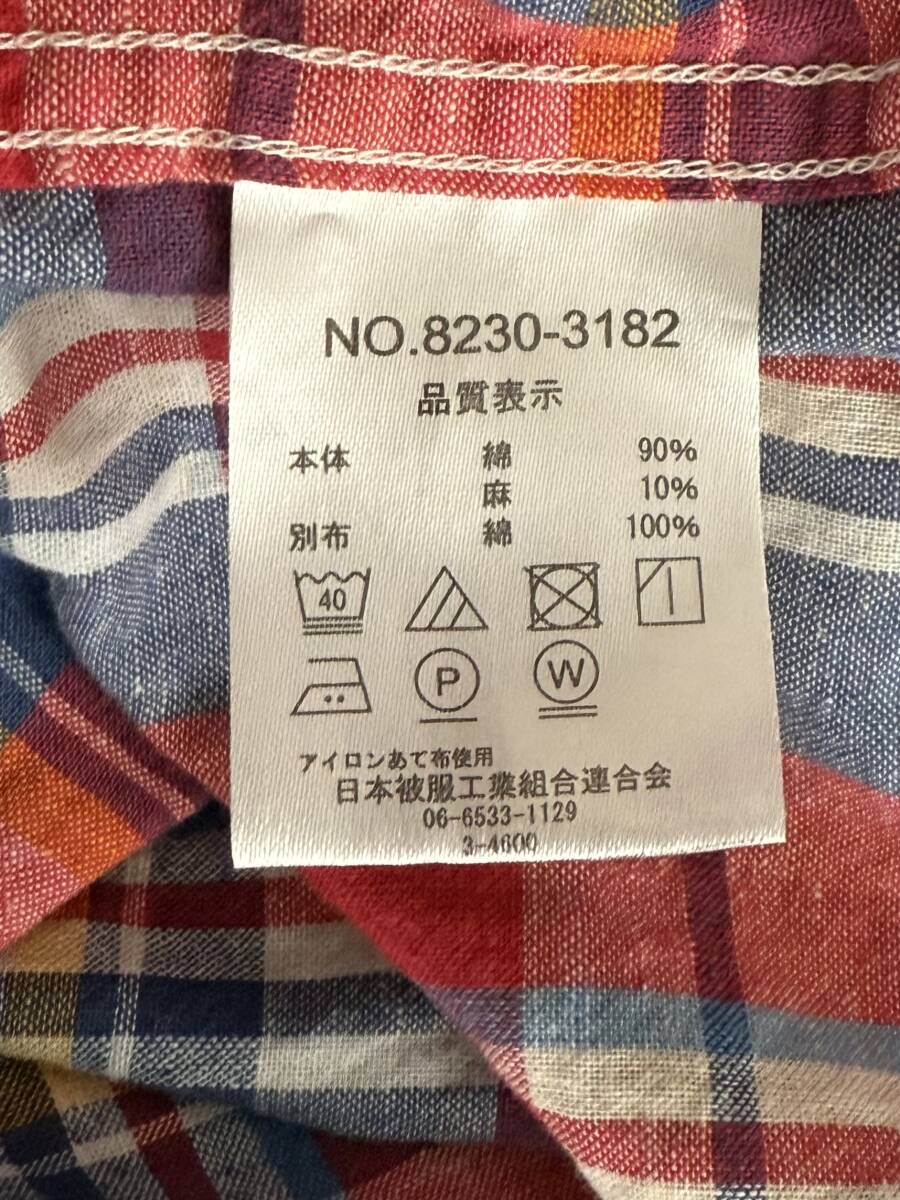 NO.8230-3182
品質表示
本体 綿 90%
麻 10%
別布 綿 100%
40
P W
アイロンあて布使用
日本被服工業組合連合会
06-6533-1129
3-4600